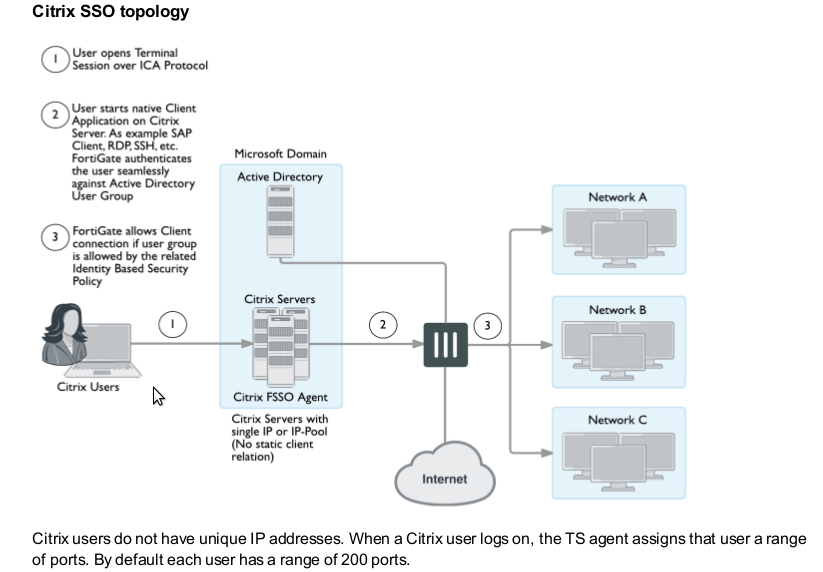 Citrix SSO topology
1
User opens Terminal
Session over ICA Protocol
2
User starts native Client
Application on Citrix
Server. As example SAP
Client, RDP, SSH, etc.
FortiGate authenticates
the user seamlessly
against Active Directory
User Group
3
FortiGate allows Client
connection if user group
is allowed by the related
Identity Based Security
Policy
Microsoft Domain
Active Directory
Citrix Servers
1
2
3
Citrix Users
Citrix FSSO Agent
Citrix Servers with
single IP or IP-Pool
(No static client
relation)
Internet
Network A
Network B
Network C
Citrix users do not have unique IP addresses. When a Citrix user logs on, the TS agent assigns that user a range
of ports. By default each user has a range of 200 ports.